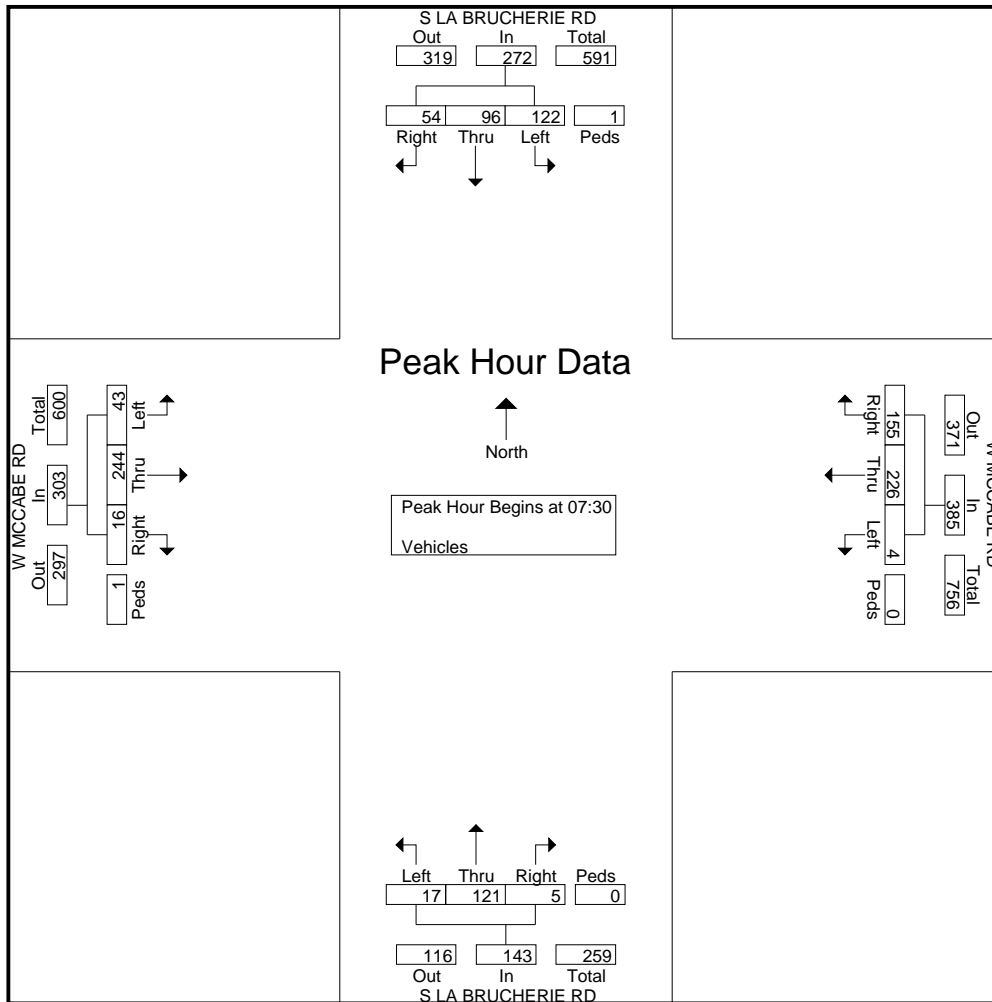 S LA BRUCHERIE RD
Out In Total
319 272 591
54 96 122 1
Right Thru Left Peds
Peak Hour Data
North
Peak Hour Begins at 07:30
Vehicles
W MCCABE RD
Total In Out
600 303 297
43 244 16 1
Left Thru Right Peds
Right Thru Left Peds
155 226 4 0
Out In Total
371 385 756
W MCCABE RD
Left Thru Right Peds
17 121 5 0
116 143 259
Out In Total
S LA BRUCHERIE RD